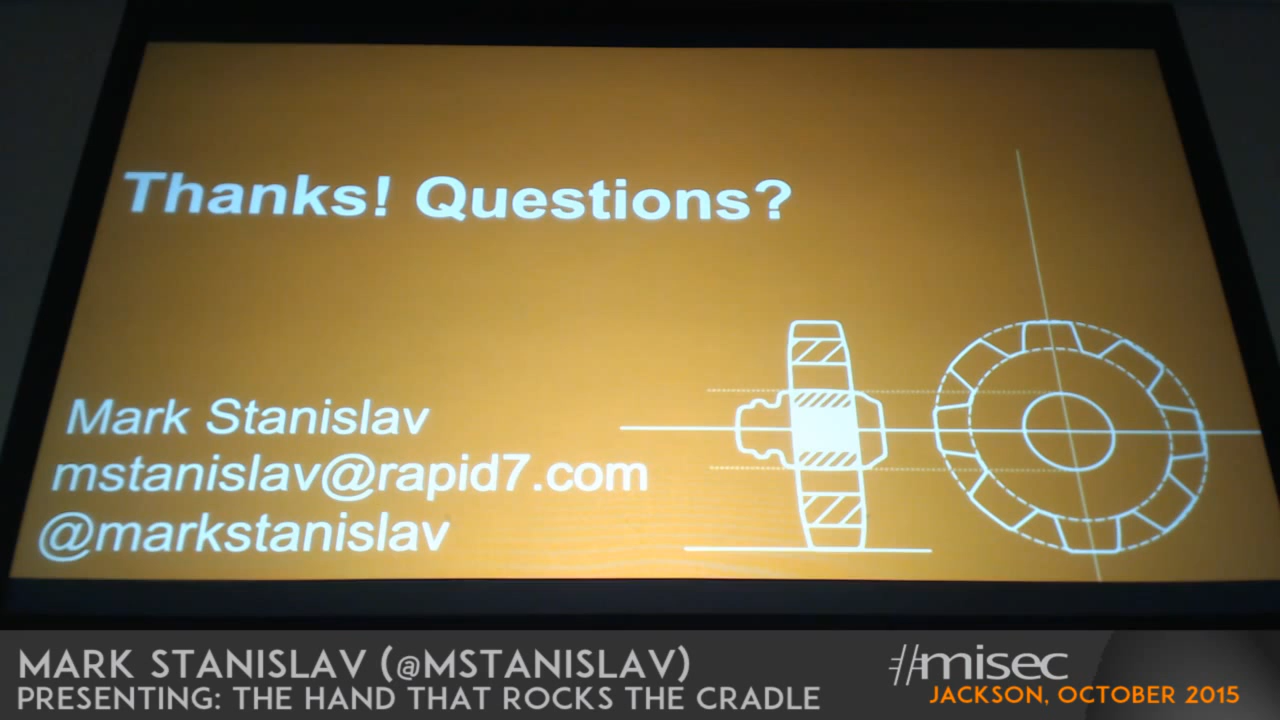 Thanks! Questions?
Mark Stanislav
mstanislav@rapid7.com
@markstanislav
MARK STANISLAV (@MSTANISLAV)
PRESENTING: THE HAND THAT ROCKS THE CRADLE
#misec
JACKSON, OCTOBER 2015